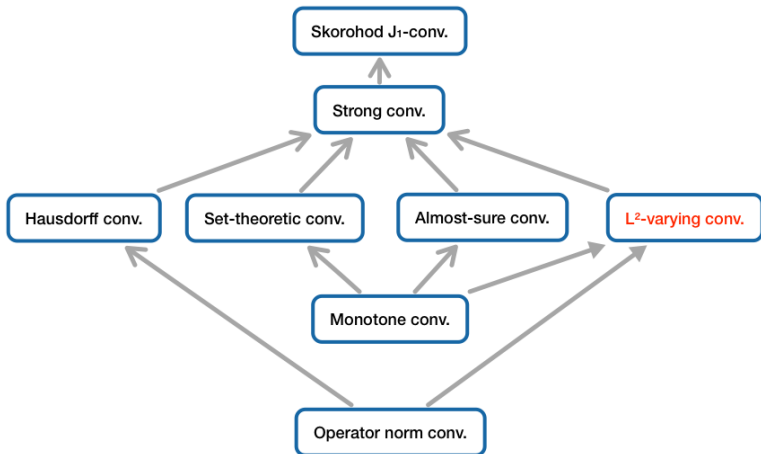 Skorohod J₁-conv.
Strong conv.
Hausdorff conv.
Set-theoretic conv.
Almost-sure conv.
L²-varying conv.
Monotone conv.
Operator norm conv.